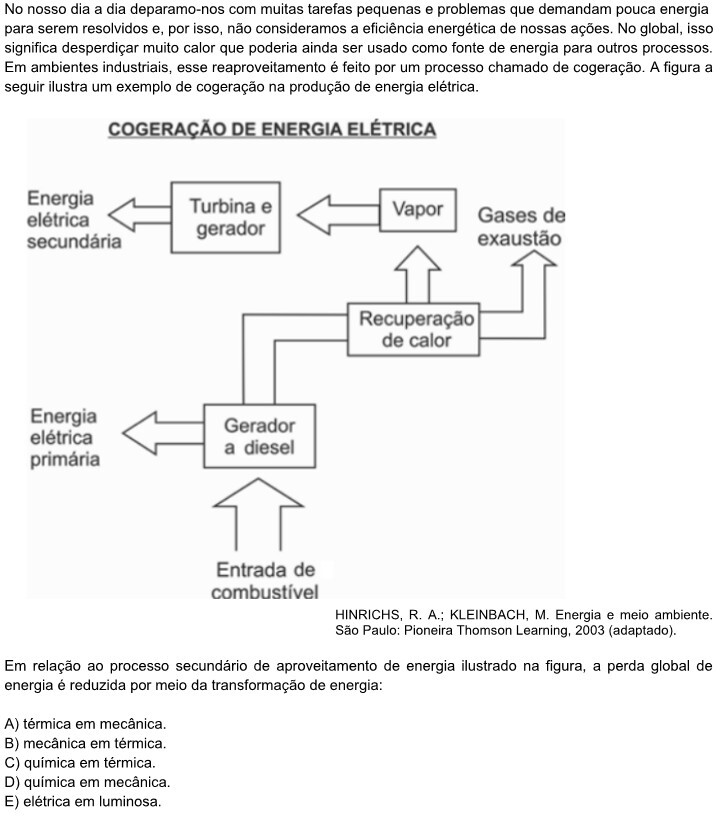 No nosso dia a dia deparamo-nos com muitas tarefas pequenas e problemas que demandam pouca energia
para serem resolvidos e, por isso, não consideramos a eficiência energética de nossas ações. No global, isso
significa desperdiçar muito calor que poderia ainda ser usado como fonte de energia para outros processos.
Em ambientes industriais, esse reaproveitamento é feito por um processo chamado de cogeração. A figura a
seguir ilustra um exemplo de cogeração na produção de energia elétrica.
COGERAÇÃO DE ENERGIA ELÉTRICA
Energia
elétrica
secundária
Turbina e
gerador
Vapor
Gases de
exaustão
Recuperação
de calor
Energia
elétrica
primária
Gerador
a diesel
Entrada de
combustível
HINRICHS, R. A.; KLEINBACH, M. Energia e meio ambiente.
São Paulo: Pioneira Thomson Learning, 2003 (adaptado).
Em relação ao processo secundário de aproveitamento de energia ilustrado na figura, a perda global de
energia é reduzida por meio da transformação de energia:
A) térmica em mecânica.
B) mecânica em térmica.
C) química em térmica.
D) química em mecânica.
E) elétrica em luminosa.